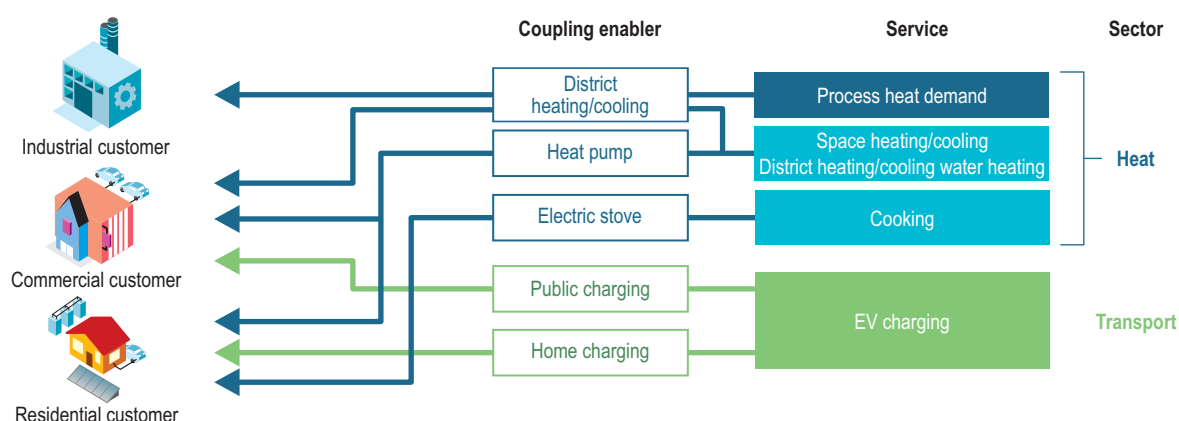 Coupling enabler
Service
Sector
District
heating/cooling
Process heat demand
Industrial customer
Heat pump
Space heating/cooling
District heating/cooling water heating
Heat
Electric stove
Cooking
Commercial customer
Public charging
EV charging
Transport
Home charging
Residential customer